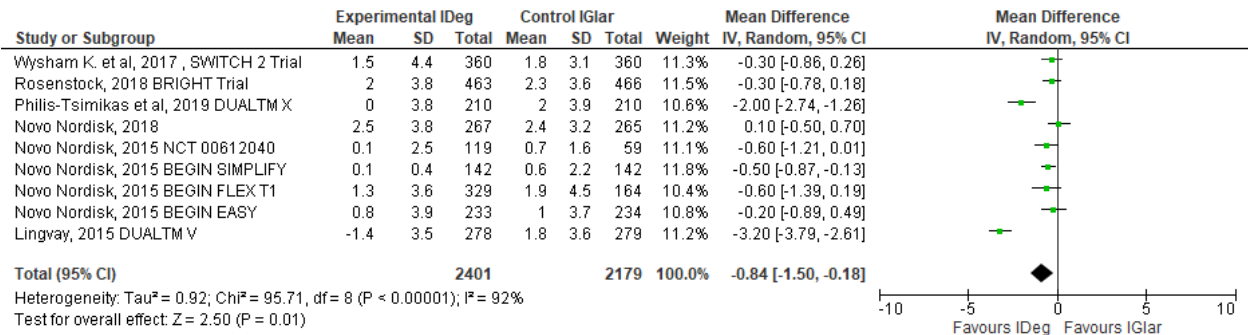 Experimental IDeg Control IGlar Mean Difference Mean Difference
Study or Subgroup Mean SD Total Mean SD Total Weight IV, Random, 95% CI IV, Random, 95% CI
Wysham K. et al, 2017 , SWITCH 2 Trial 1.5 4.4 360 1.8 3.1 360 11.3% -0.30 [-0.86, 0.26]
Rosenstock, 2018 BRIGHT Trial 2 3.8 463 2.3 3.6 466 11.5% -0.30 [-0.78, 0.18]
Philis-Tsimikas et al, 2019 DUALTM X 0 3.8 210 2 3.9 210 10.6% -2.00 [-2.74, -1.26]
Novo Nordisk, 2018 2.5 3.8 267 2.4 3.2 265 11.2% 0.10 [-0.50, 0.70]
Novo Nordisk, 2015 NCT 00612040 0.1 2.5 119 0.7 1.6 59 11.1% -0.60 [-1.21, 0.01]
Novo Nordisk, 2015 BEGIN SIMPLIFY 0.1 0.4 142 0.6 2.2 142 11.7% -0.50 [-0.87, -0.13]
Novo Nordisk, 2015 BEGIN FLEX T1 1.3 3.6 329 1.9 4.5 164 10.4% -0.60 [-1.39, 0.19]
Novo Nordisk, 2015 BEGIN EASY 0.8 3.9 233 1 3.7 234 10.8% -0.20 [-0.89, 0.49]
Lingvay, 2015 DUALTM V -1.4 3.5 278 1.8 3.6 279 11.2% -3.20 [-3.79, -2.61]
Total (95% CI) 2401 2179 100.0% -0.84 [-1.50, -0.18]
Heterogeneity: Tau² = 0.92; Chi² = 95.71, df = 8 (P < 0.00001); I² = 92%
Test for overall effect: Z = 2.50 (P = 0.01)
-10 -5 0 5 10
Favours IDeg Favours IGlar